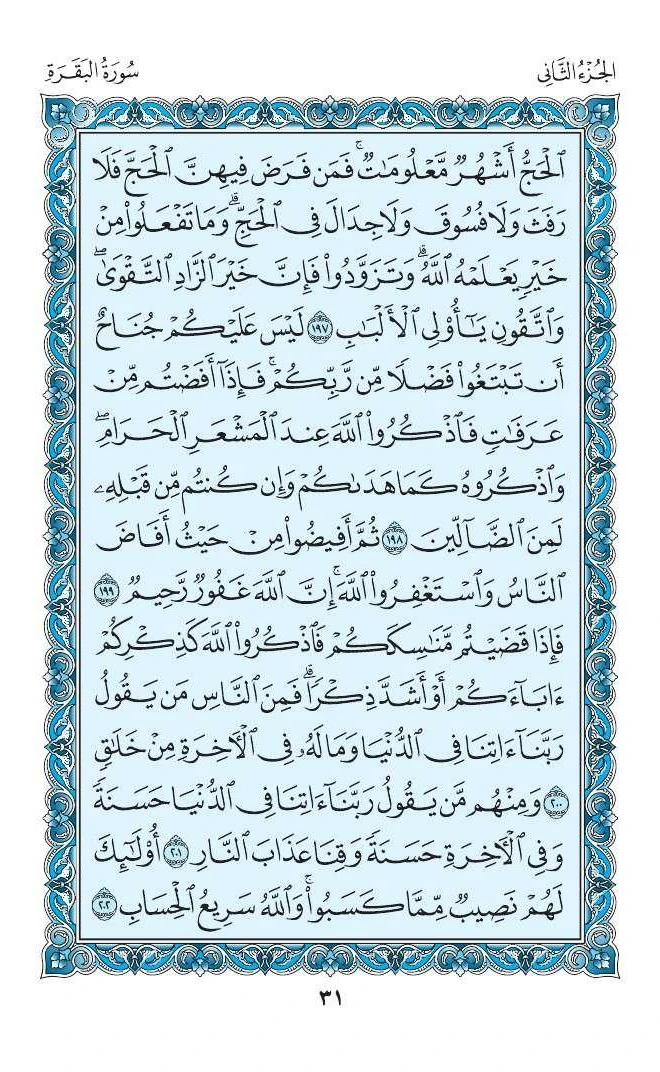 الجُزْءُ الثَّانِي
سُورَةُ البَقَرَةِ
ٱلْحَجُّ أَشْهُرٌ مَّعْلُومَٰتٌ ۚ فَمَن فَرَضَ فِيهِنَّ ٱلْحَجَّ فَلَا
رَفَثَ وَلَا فُسُوقَ وَلَا جِدَالَ فِى ٱلْحَجِّ ۗ وَمَا تَفْعَلُوا۟ مِنْ
خَيْرٍ يَعْلَمْهُ ٱللَّهُ ۗ وَتَزَوَّدُوا۟ فَإِنَّ خَيْرَ ٱلزَّادِ ٱلتَّقْوَىٰ ۖ
وَٱتَّقُونِ يَٰٓأُو۟لِى ٱلْأَلْبَٰبِ ١٩٧ لَيْسَ عَلَيْكُمْ جُنَاحٌ
أَن تَبْتَغُوا۟ فَضْلًا مِّن رَّبِّكُمْ ۚ فَإِذَآ أَفَضْتُم مِّنْ
عَرَفَٰتٍ فَٱذْكُرُوا۟ ٱللَّهَ عِندَ ٱلْمَشْعَرِ ٱلْحَرَامِ ۖ
وَٱذْكُرُوهُ كَمَا هَدَىٰكُمْ وَإِن كُنتُم مِّن قَبْلِهِۦ
لَمِنَ ٱلضَّآلِّينَ ١٩٨ ثُمَّ أَفِيضُوا۟ مِنْ حَيْثُ أَفَاضَ
ٱلنَّاسُ وَٱسْتَغْفِرُوا۟ ٱللَّهَ ۚ إِنَّ ٱللَّهَ غَفُورٌ رَّحِيمٌ ١٩٩
فَإِذَا قَضَيْتُم مَّنَٰسِكَكُمْ فَٱذْكُرُوا۟ ٱللَّهَ كَذِكْرِكُمْ
ءَابَآءَكُمْ أَوْ أَشَدَّ ذِكْرًا ۗ فَمِنَ ٱلنَّاسِ مَن يَقُولُ
رَبَّنَآ ءَاتِنَا فِى ٱلدُّنْيَا وَمَا لَهُۥ فِى ٱلْءَاخِرَةِ مِنْ خَلَٰقٍ
٢٠٠ وَمِنْهُم مَّن يَقُولُ رَبَّنَآ ءَاتِنَا فِى ٱلدُّنْيَا حَسَنَةً
وَفِى ٱلْءَاخِرَةِ حَسَنَةً وَقِنَا عَذَابَ ٱلنَّارِ ٢٠١ أُو۟لَٰٓئِكَ
لَهُمْ نَصِيبٌ مِّمَّا كَسَبُوا۟ ۚ وَٱللَّهُ سَرِيعُ ٱلْحِسَابِ ٢٠٢
٣١